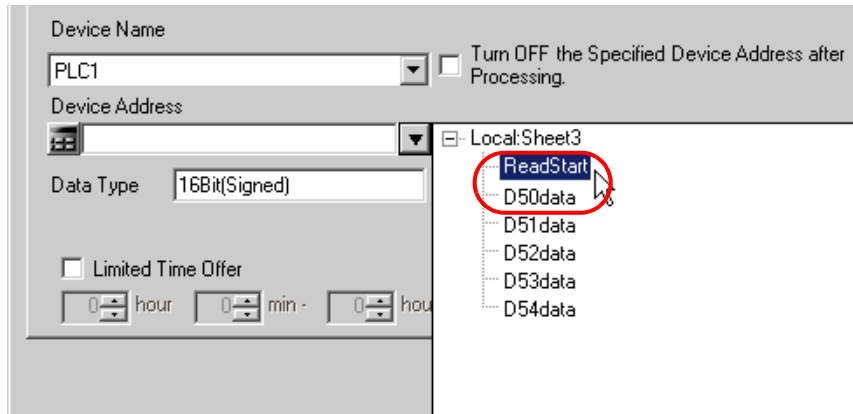 Device Name
PLC1
Turn OFF the Specified Device Address after
Processing.
Device Address
Local:Sheet3
ReadStart
Data Type 16Bit(Signed)
D50data
D51data
D52data
Limited Time Offer
D53data
0 hour 0 min - 0 hou
D54data